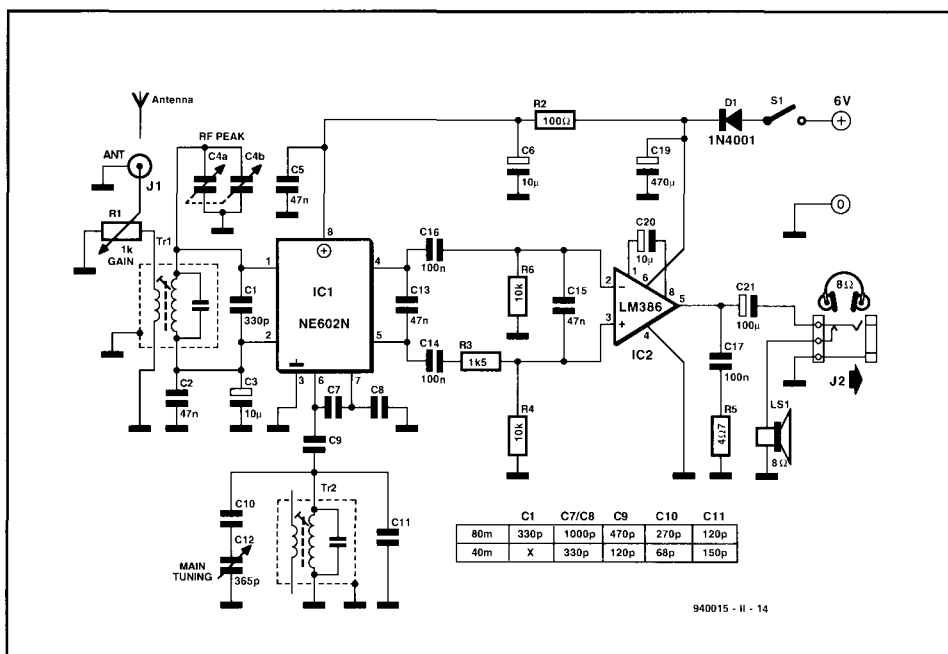 Antenna
ANT
J1
R1
1k
GAIN
Tr1
RF PEAK
C4a
C4b
C5
47n
C1
330p
C2
47n
C3
10µ
8
1
2
3
6
7
4
5
IC1
NE602N
C7
C8
C9
C10
C12
MAIN
TUNING
365p
Tr2
C11
C16
100n
C13
47n
C14
100n
R3
1k5
R6
10k
R4
10k
C15
47n
C6
10µ
R2
100Ω
C19
470µ
D1
1N4001
S1
6V
+
0
C20
10µ
1
6
8
2
−
3
+
5
4
LM386
IC2
C21
100µ
C17
100n
R5
4Ω7
8Ω
J2
LS1
8Ω
C1 C7/C8 C9 C10 C11
80m 330p 1000p 470p 270p 120p
40m X 330p 120p 68p 150p
940015 - II - 14